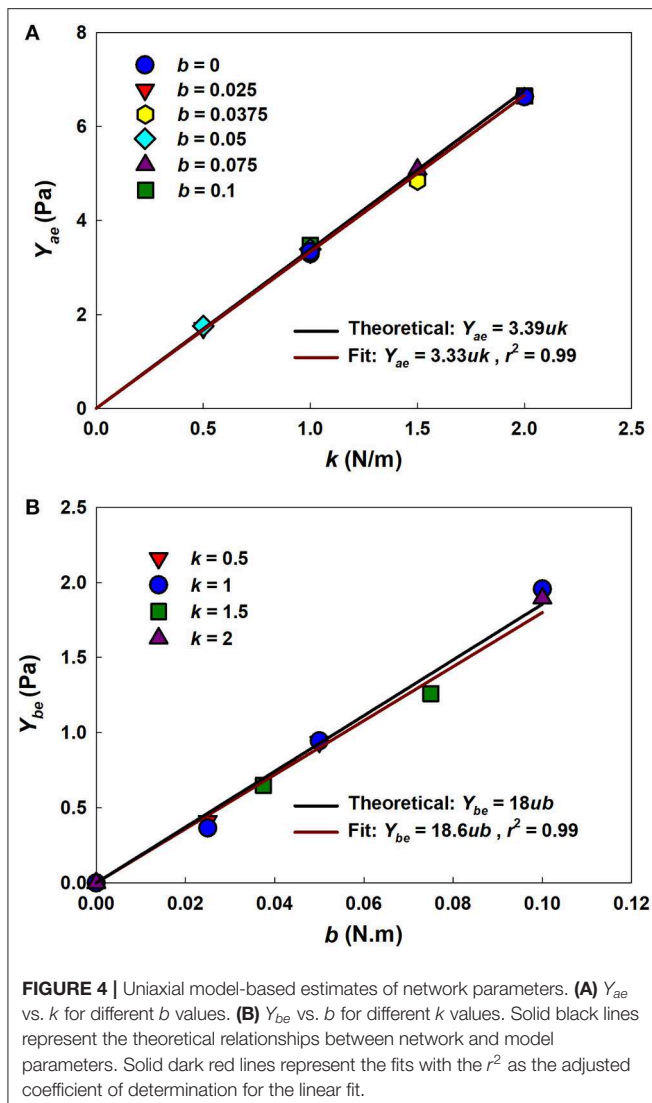 A
8
6
4
2
0
Y_ae (Pa)
b = 0
b = 0.025
b = 0.0375
b = 0.05
b = 0.075
b = 0.1
Theoretical: Y_ae = 3.39uk
Fit: Y_ae = 3.33uk , r² = 0.99
0.0 0.5 1.0 1.5 2.0 2.5
k (N/m)
B
2.5
2.0
1.5
1.0
0.5
0.0
Y_be (Pa)
k = 0.5
k = 1
k = 1.5
k = 2
Theoretical: Y_be = 18ub
Fit: Y_be = 18.6ub , r² = 0.99
0.00 0.02 0.04 0.06 0.08 0.10 0.12
b (N.m)
FIGURE 4 | Uniaxial model-based estimates of network parameters. (A) Y_ae
vs. k for different b values. (B) Y_be vs. b for different k values. Solid black lines
represent the theoretical relationships between network and model
parameters. Solid dark red lines represent the fits with the r² as the adjusted
coefficient of determination for the linear fit.